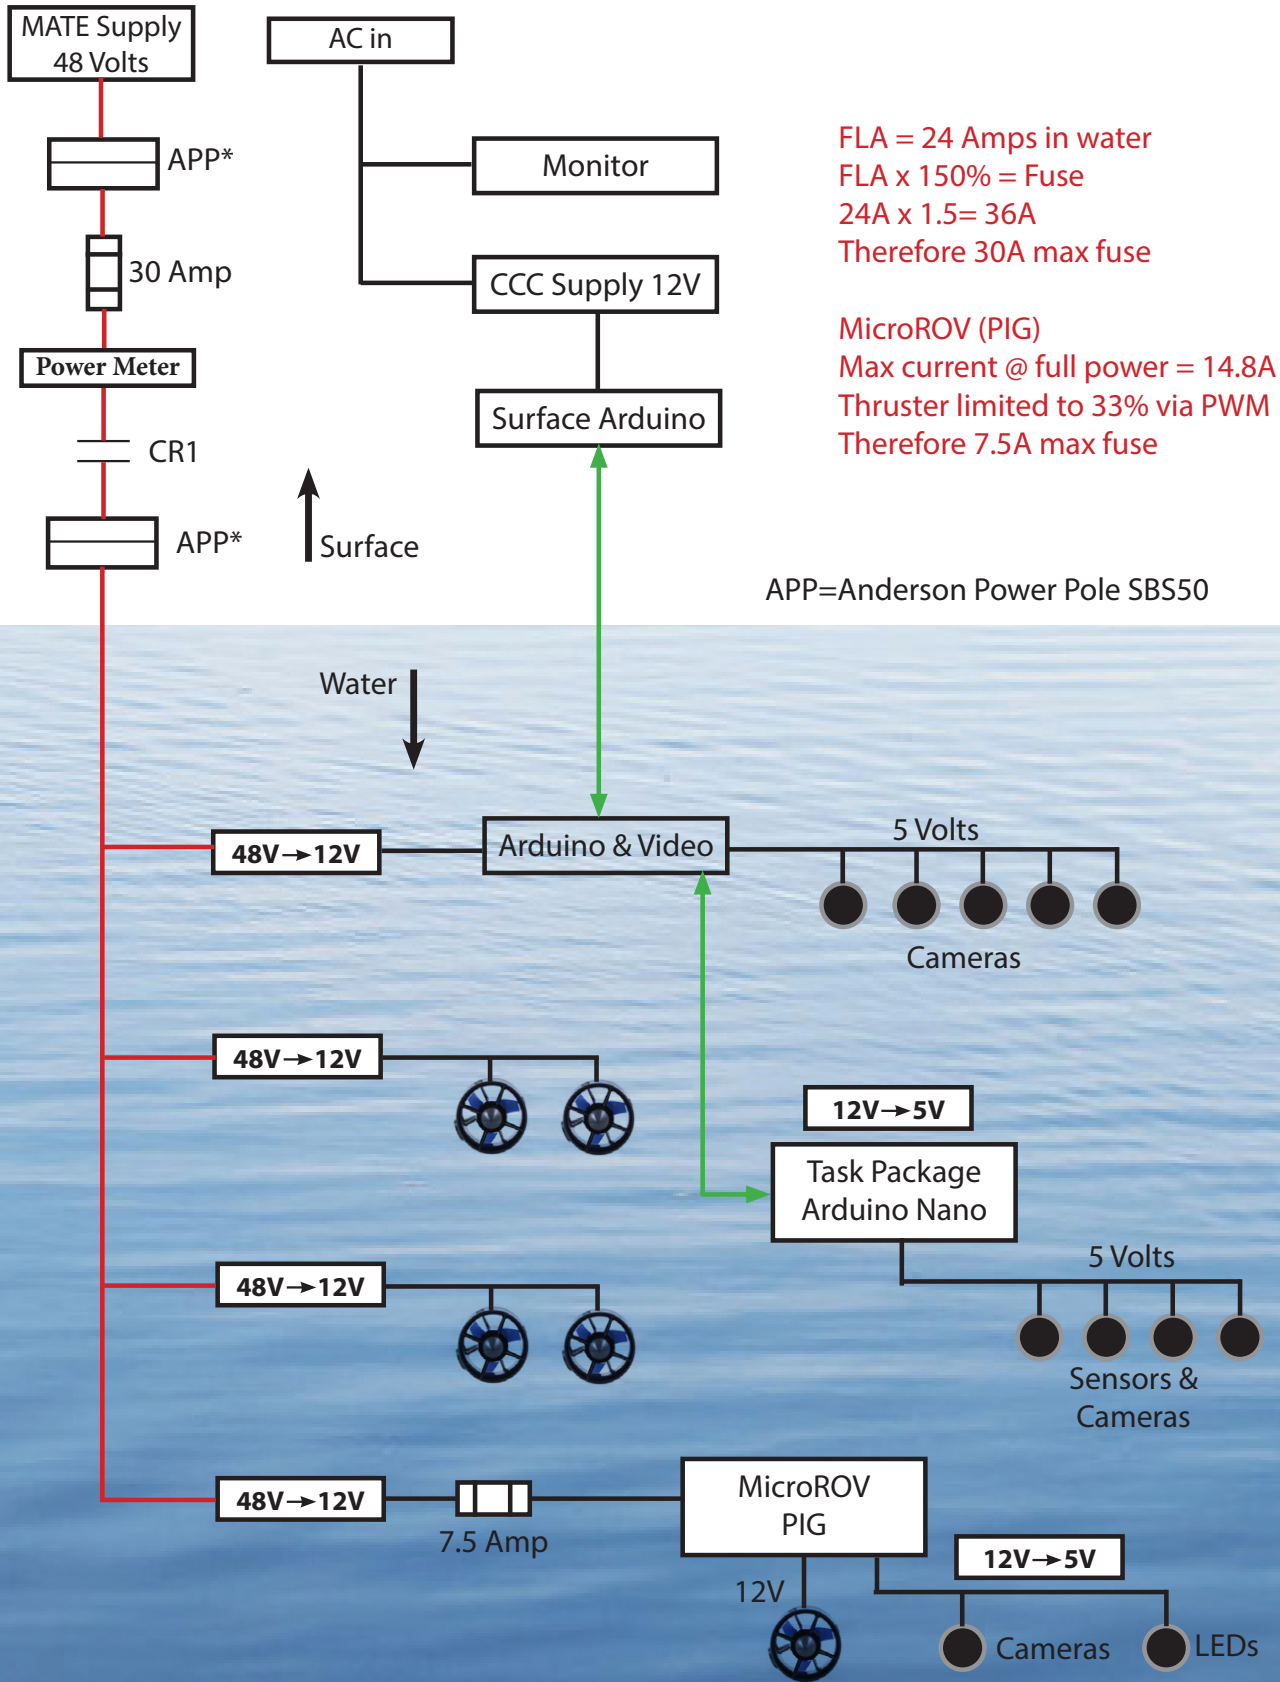 MATE Supply
48 Volts
AC in
APP*
Monitor
FLA = 24 Amps in water
FLA x 150% = Fuse
24A x 1.5= 36A
Therefore 30A max fuse
30 Amp
CCC Supply 12V
MicroROV (PIG)
Max current @ full power = 14.8A
Thruster limited to 33% via PWM
Therefore 7.5A max fuse
Power Meter
Surface Arduino
CR1
APP*
Surface
APP=Anderson Power Pole SBS50
Water
48V→12V
Arduino & Video
5 Volts
Cameras
48V→12V
12V→5V
Task Package
Arduino Nano
5 Volts
48V→12V
Sensors &
Cameras
48V→12V
7.5 Amp
MicroROV
PIG
12V→5V
12V
Cameras
LEDs